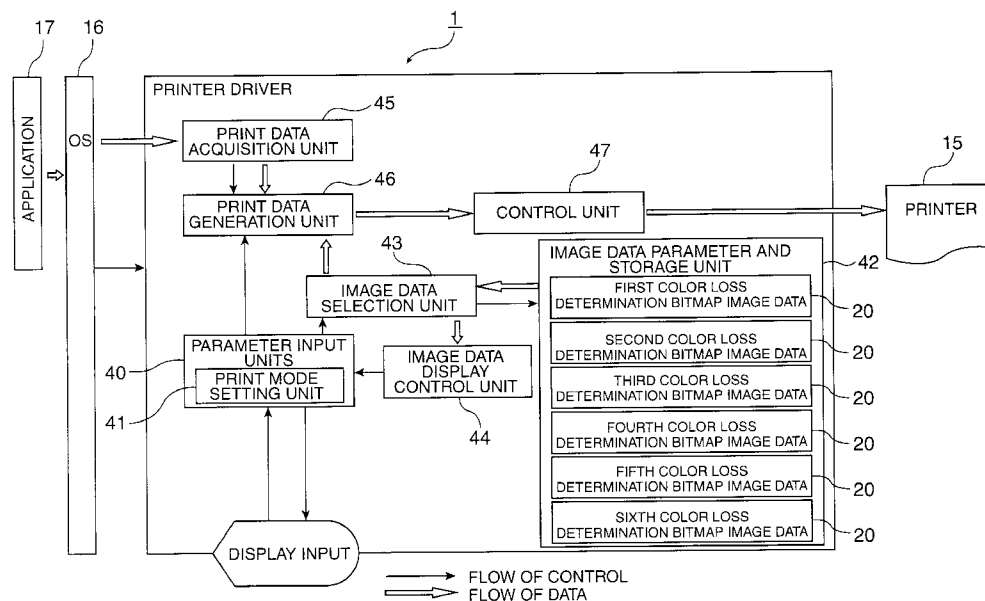 1
17
16
PRINTER DRIVER
45
APPLICATION
OS
PRINT DATA
ACQUISITION UNIT
46
PRINT DATA
GENERATION UNIT
47
CONTROL UNIT
15
PRINTER
43
IMAGE DATA
SELECTION UNIT
IMAGE DATA PARAMETER AND
STORAGE UNIT
42
FIRST COLOR LOSS
DETERMINATION BITMAP IMAGE DATA
20
SECOND COLOR LOSS
DETERMINATION BITMAP IMAGE DATA
20
THIRD COLOR LOSS
DETERMINATION BITMAP IMAGE DATA
20
FOURTH COLOR LOSS
DETERMINATION BITMAP IMAGE DATA
20
FIFTH COLOR LOSS
DETERMINATION BITMAP IMAGE DATA
20
SIXTH COLOR LOSS
DETERMINATION BITMAP IMAGE DATA
20
40
PARAMETER INPUT
UNITS
41
PRINT MODE
SETTING UNIT
IMAGE DATA
DISPLAY
CONTROL UNIT
44
DISPLAY INPUT
FLOW OF CONTROL
FLOW OF DATA